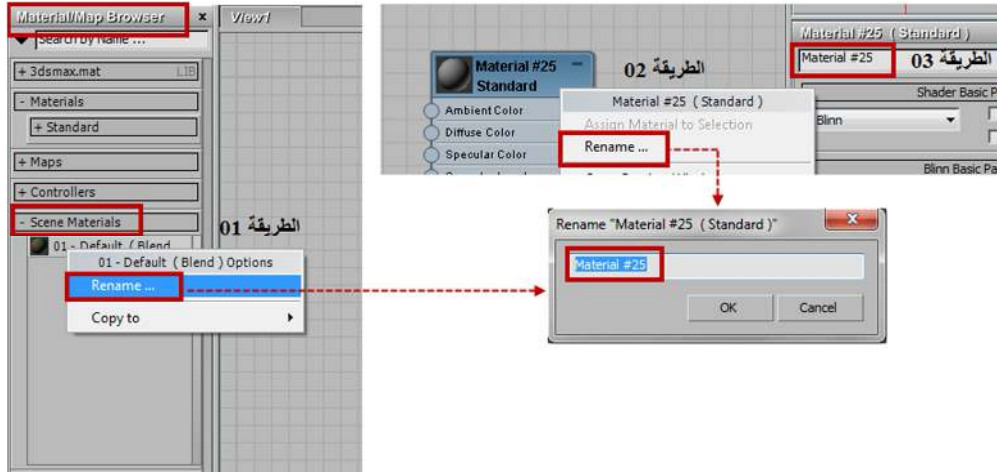 Material/Map Browser x
Search by Name ...
+ 3dsmax.mat LIB
- Materials
+ Standard
+ Maps
+ Controllers
- Scene Materials
01 - Default ( Blend
01 - Default ( Blend ) Options
Rename ...
Copy to
View1
الطريقة 01
Material #25
Standard
Ambient Color
Diffuse Color
Specular Color
الطريقة 02
Material #25 ( Standard )
Assign Material to Selection
Rename ...
Material #25 ( Standard )
Material #25
الطريقة 03
Shader Basic P
Blinn
Blinn Basic Pa
Rename "Material #25 ( Standard )"
Material #25
OK Cancel